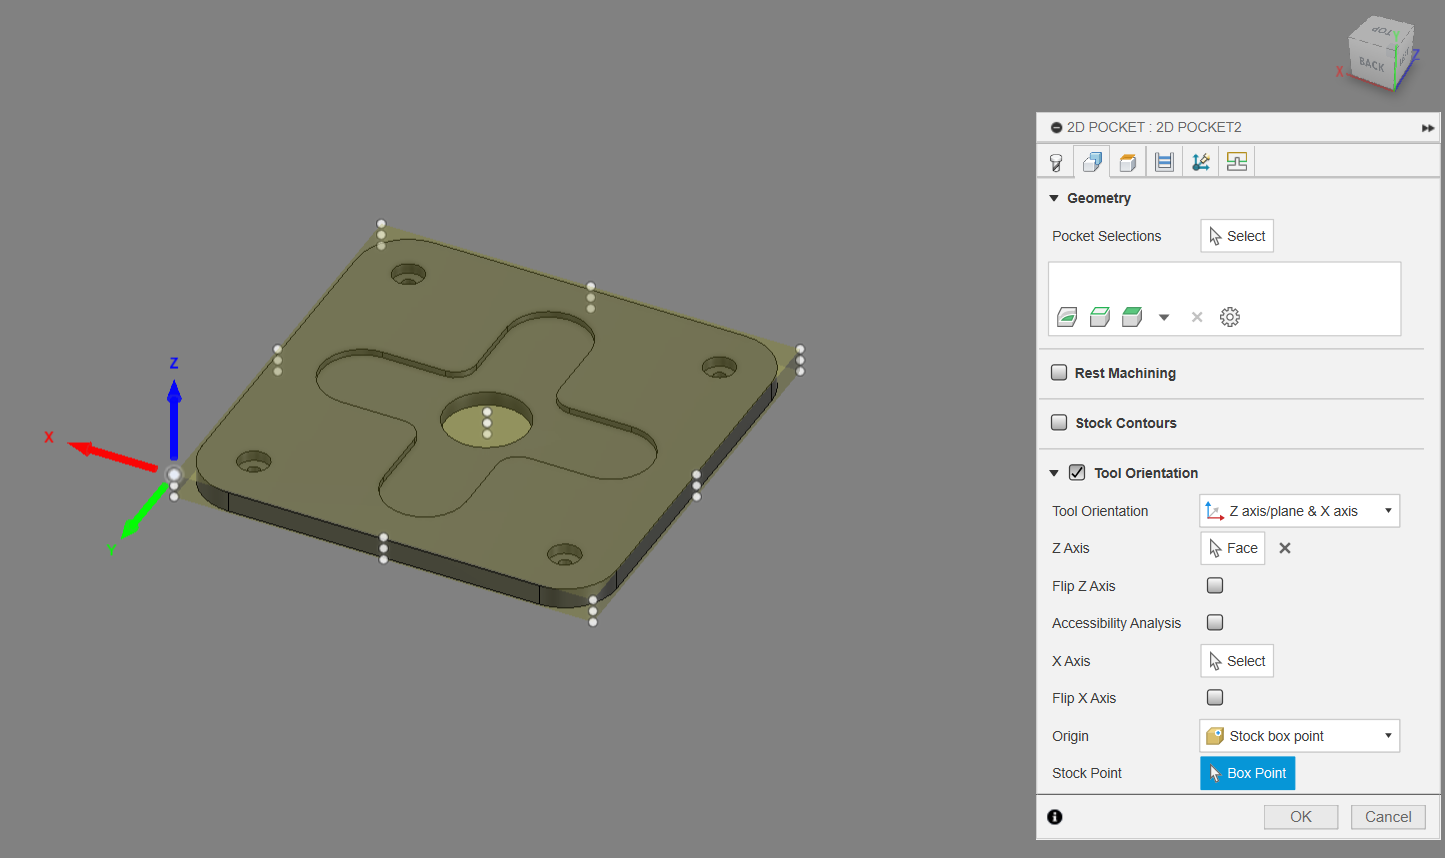 TOP
BACK
X
Y
Z
2D POCKET : 2D POCKET2
Geometry
Pocket Selections Select
Rest Machining
Stock Contours
Tool Orientation
Tool Orientation Z axis/plane & X axis
Z Axis Face
Flip Z Axis
Accessibility Analysis
X Axis Select
Flip X Axis
Origin Stock box point
Stock Point Box Point
OK Cancel
Z
X
Y